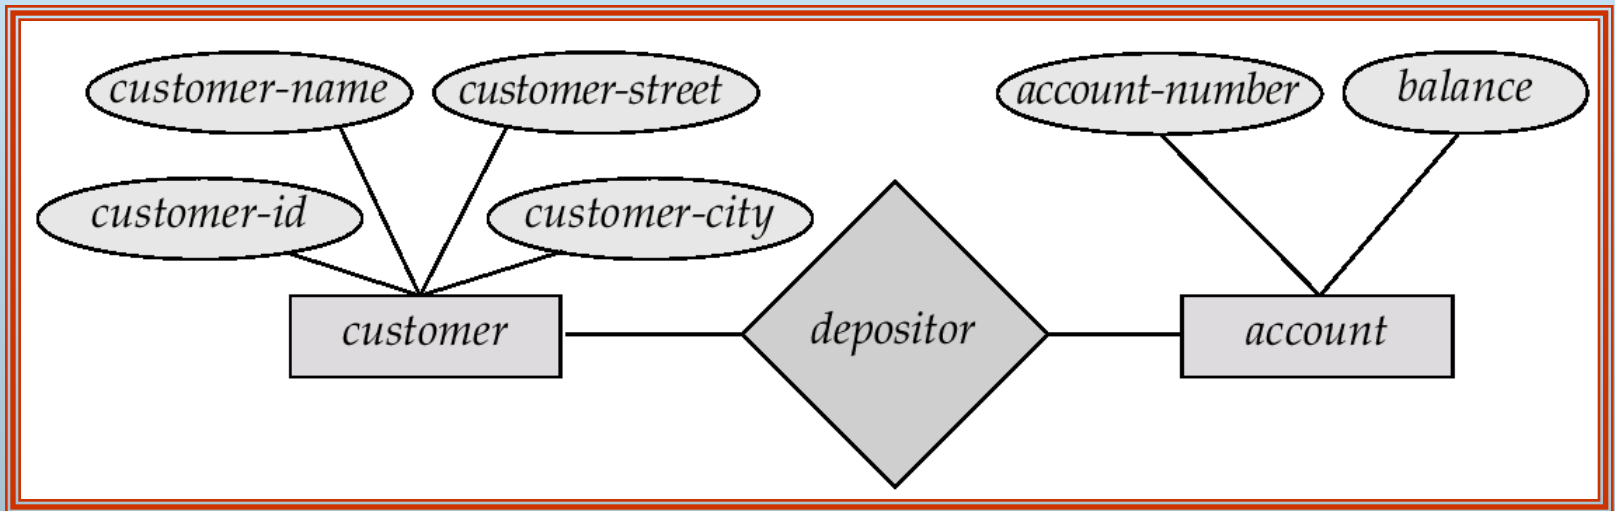 customer-name
customer-street
account-number
balance
customer-id
customer-city
customer
depositor
account